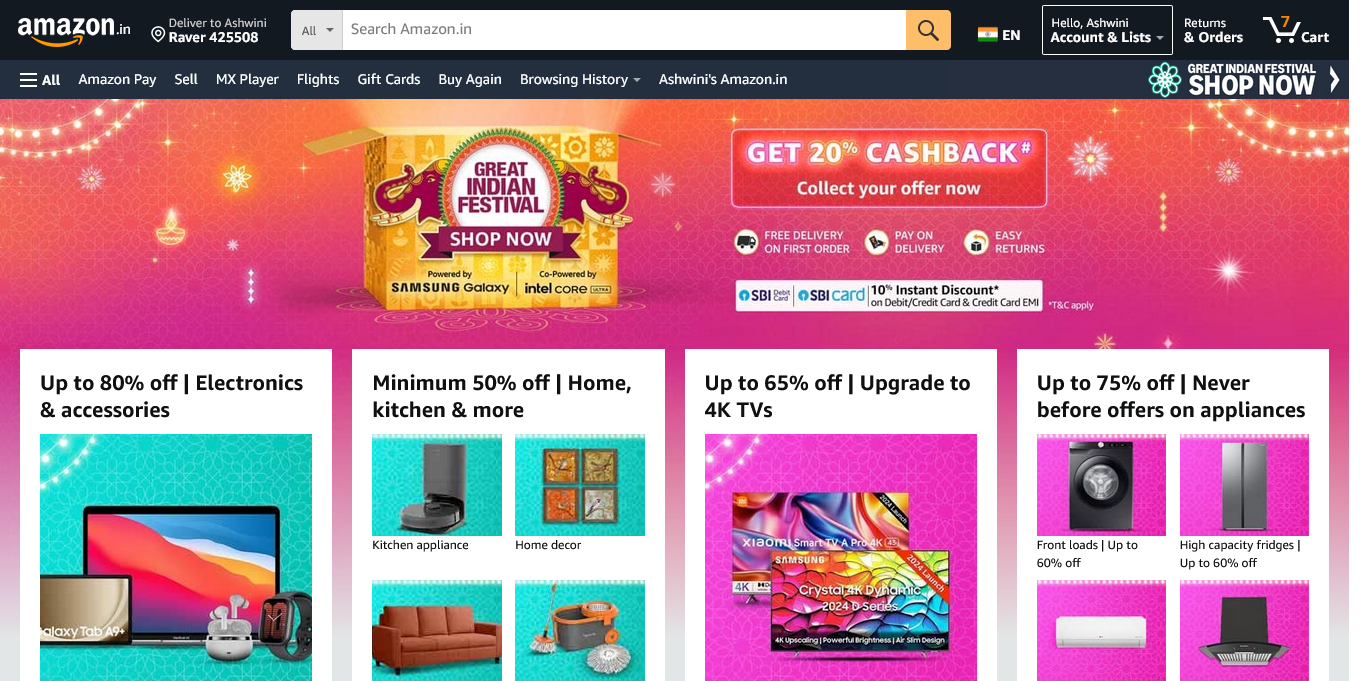 amazon.in
Deliver to Ashwini
Raver 425508
All
Search Amazon.in
EN
Hello, Ashwini
Account & Lists
Returns
& Orders
7
Cart
All
Amazon Pay
Sell
MX Player
Flights
Gift Cards
Buy Again
Browsing History
Ashwini's Amazon.in
GREAT INDIAN FESTIVAL
SHOP NOW
GREAT
INDIAN
FESTIVAL
SHOP NOW
Powered by
SAMSUNG Galaxy
Co-Powered by
intel CORE ULTRA
GET 20% CASHBACK#
Collect your offer now
FREE DELIVERY
ON FIRST ORDER
PAY ON
DELIVERY
EASY
RETURNS
SBI Debit Card
SBI card
10% Instant Discount*
on Debit/Credit Card & Credit Card EMI
*T&C apply
Up to 80% off | Electronics
& accessories
alaxy Tab A9+
Minimum 50% off | Home,
kitchen & more
Kitchen appliance
Home decor
Up to 65% off | Upgrade to
4K TVs
2024 Launch
xiaomi Smart TV A Pro 4K 43
4K
SAMSUNG
2024 Launch
Crystal 4K Dynamic
2024 D Series
4K Upscaling | Powerful Brightness | Air Slim Design
Up to 75% off | Never
before offers on appliances
Front loads | Up to
60% off
High capacity fridges |
Up to 60% off